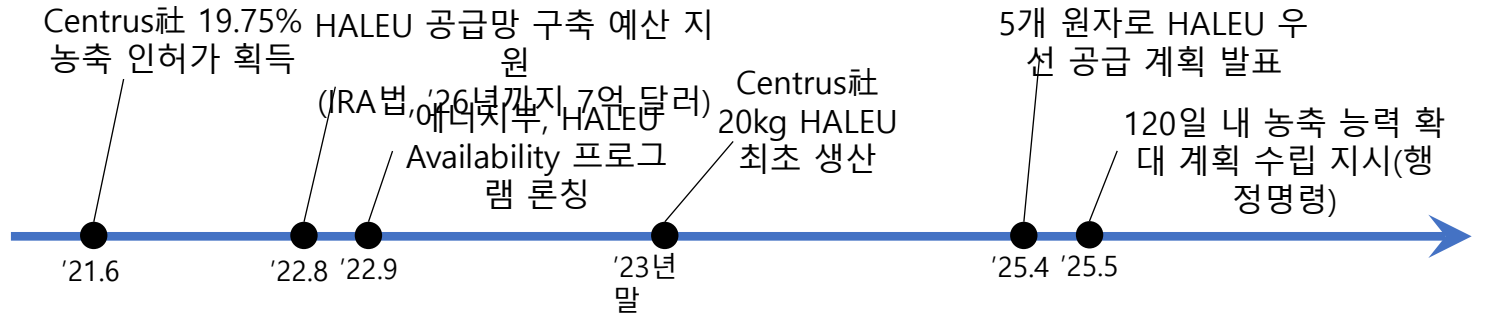 Centrus社 19.75%
농축 인허가 획득
HALEU 공급망 구축 예산 지
원
(IRA법, ’26년까지 7억 달러)
에너지부, HALEU
Availability 프로그
램 론칭
Centrus社
20kg HALEU
최초 생산
5개 원자로 HALEU 우
선 공급 계획 발표
120일 내 농축 능력 확
대 계획 수립 지시(행
정명령)
’21.6
’22.8
’22.9
’23년
말
’25.4
’25.5